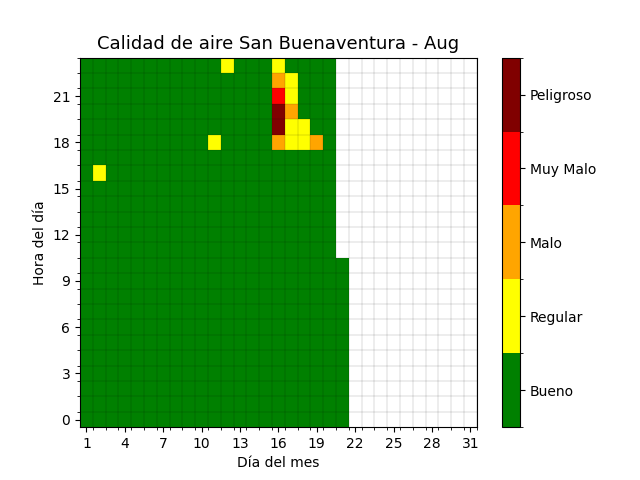 Calidad de aire San Buenaventura - Aug
Hora del día
21
18
15
12
9
6
3
0
1 4 7 10 13 16 19 22 25 28 31
Día del mes
Peligroso
Muy Malo
Malo
Regular
Bueno